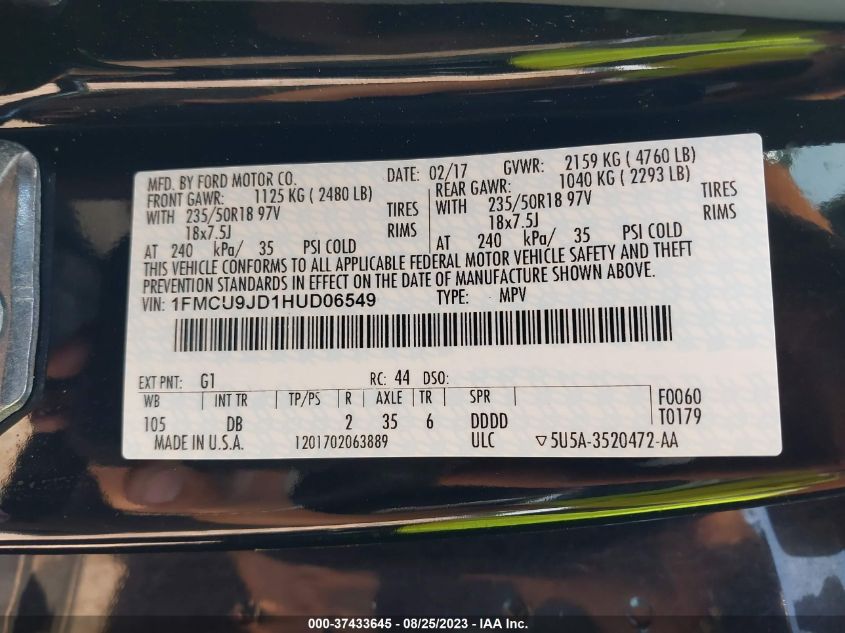 MFD. BY FORD MOTOR CO.
DATE: 02/17 GVWR: 2159 KG ( 4760 LB)
FRONT GAWR: 1125 KG ( 2480 LB)
REAR GAWR: 1040 KG ( 2293 LB)
WITH 235/50R18 97V TIRES
WITH 235/50R18 97V TIRES
18x7.5J RIMS
18x7.5J RIMS
AT 240 kPa/ 35 PSI COLD
AT 240 kPa/ 35 PSI COLD
THIS VEHICLE CONFORMS TO ALL APPLICABLE FEDERAL MOTOR VEHICLE SAFETY AND THEFT
PREVENTION STANDARDS IN EFFECT ON THE DATE OF MANUFACTURE SHOWN ABOVE.
VIN: 1FMCU9JD1HUD06549 TYPE: MPV
EXT PNT: G1 RC: 44 DSO:
WB INT TR TP/PS R AXLE TR SPR F0060
105 DB 2 35 6 DDDD T0179
MADE IN U.S.A. 1201702063889 ULC ▽5U5A-3520472-AA
000-37433645 - 08/25/2023 - IAA Inc.